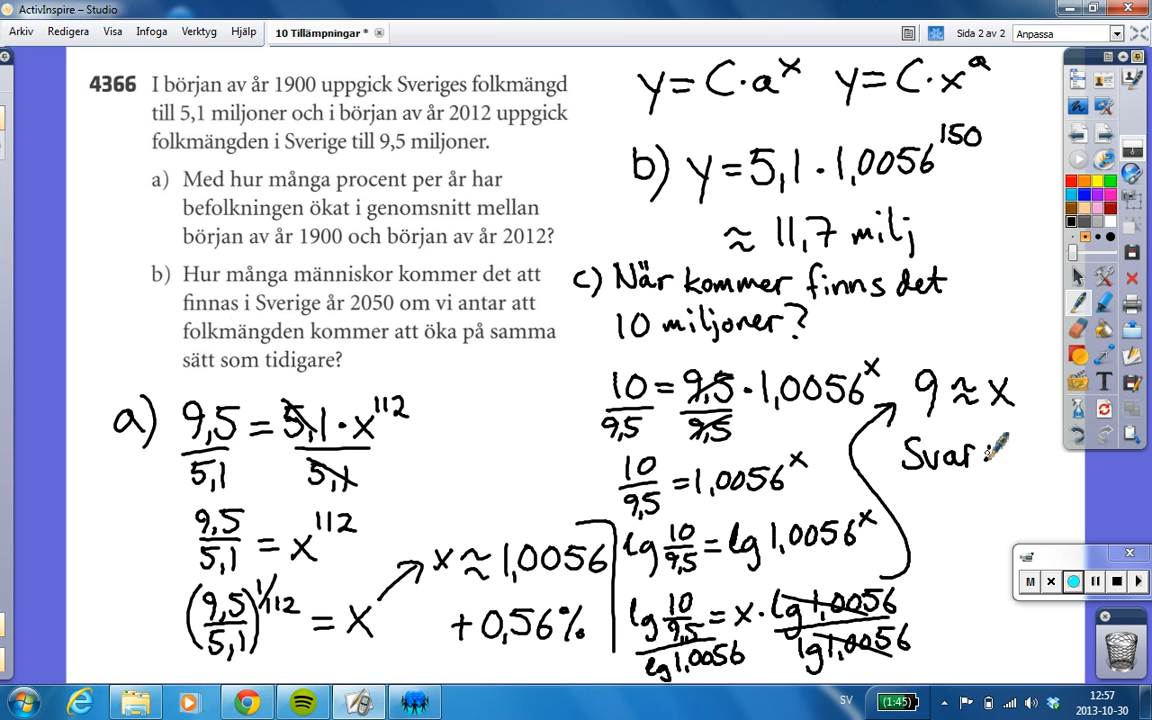 ActivInspire – Studio
Arkiv Redigera Visa Infoga Verktyg Hjälp 10 Tillämpningar * Sida 2 av 2 Anpassa
4366 I början av år 1900 uppgick Sveriges folkmängd
till 5,1 miljoner och i början av år 2012 uppgick
folkmängden i Sverige till 9,5 miljoner.
a) Med hur många procent per år har
befolkningen ökat i genomsnitt mellan
början av år 1900 och början av år 2012?
b) Hur många människor kommer det att
finnas i Sverige år 2050 om vi antar att
folkmängden kommer att öka på samma
sätt som tidigare?
a) 9,5/5,1 = 5,1 · x^112/5,1
9,5/5,1 = x^112
(9,5/5,1)^1/112 = x
x ≈ 1,0056
+0,56%
y = C · a^x y = C · x^a
b) y = 5,1 · 1,0056^150
≈ 11,7 milj
c) När kommer finns det
10 miljoner?
10/9,5 = 9,5/9,5 · 1,0056^x
10/9,5 = 1,0056^x
lg 10/9,5 = lg 1,0056^x
lg 10/9,5 / lg 1,0056 = x · lg 1,0056 / lg 1,0056
9 ≈ x
Svar:
M
SV (1:45) 12:57
2013-10-30